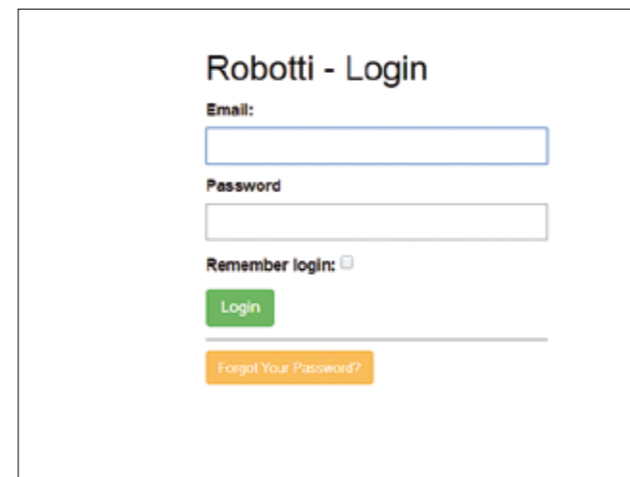 Robotti - Login
Email:
Password
Remember login:
Login
Forgot Your Password?